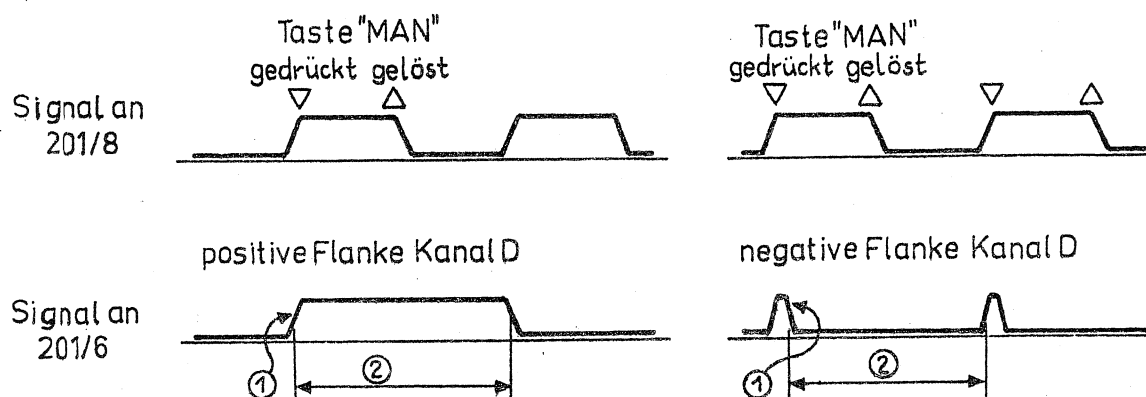 Taste "MAN"
gedrückt gelöst
Taste "MAN"
gedrückt gelöst
Signal an
201/8
positive Flanke Kanal D
negative Flanke Kanal D
Signal an
201/6
1
2
1
2